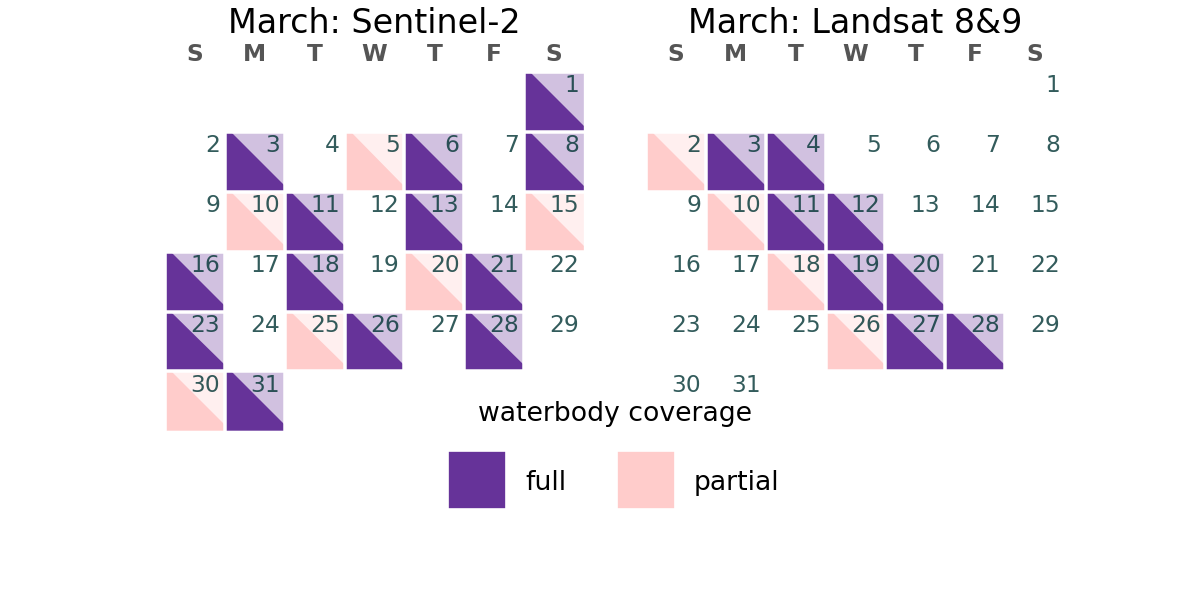 March: Sentinel-2
S M T W T F S
1
2 3 4 5 6 7 8
9 10 11 12 13 14 15
16 17 18 19 20 21 22
23 24 25 26 27 28 29
30 31
March: Landsat 8&9
S M T W T F S
1
2 3 4 5 6 7 8
9 10 11 12 13 14 15
16 17 18 19 20 21 22
23 24 25 26 27 28 29
30 31
waterbody coverage
full partial